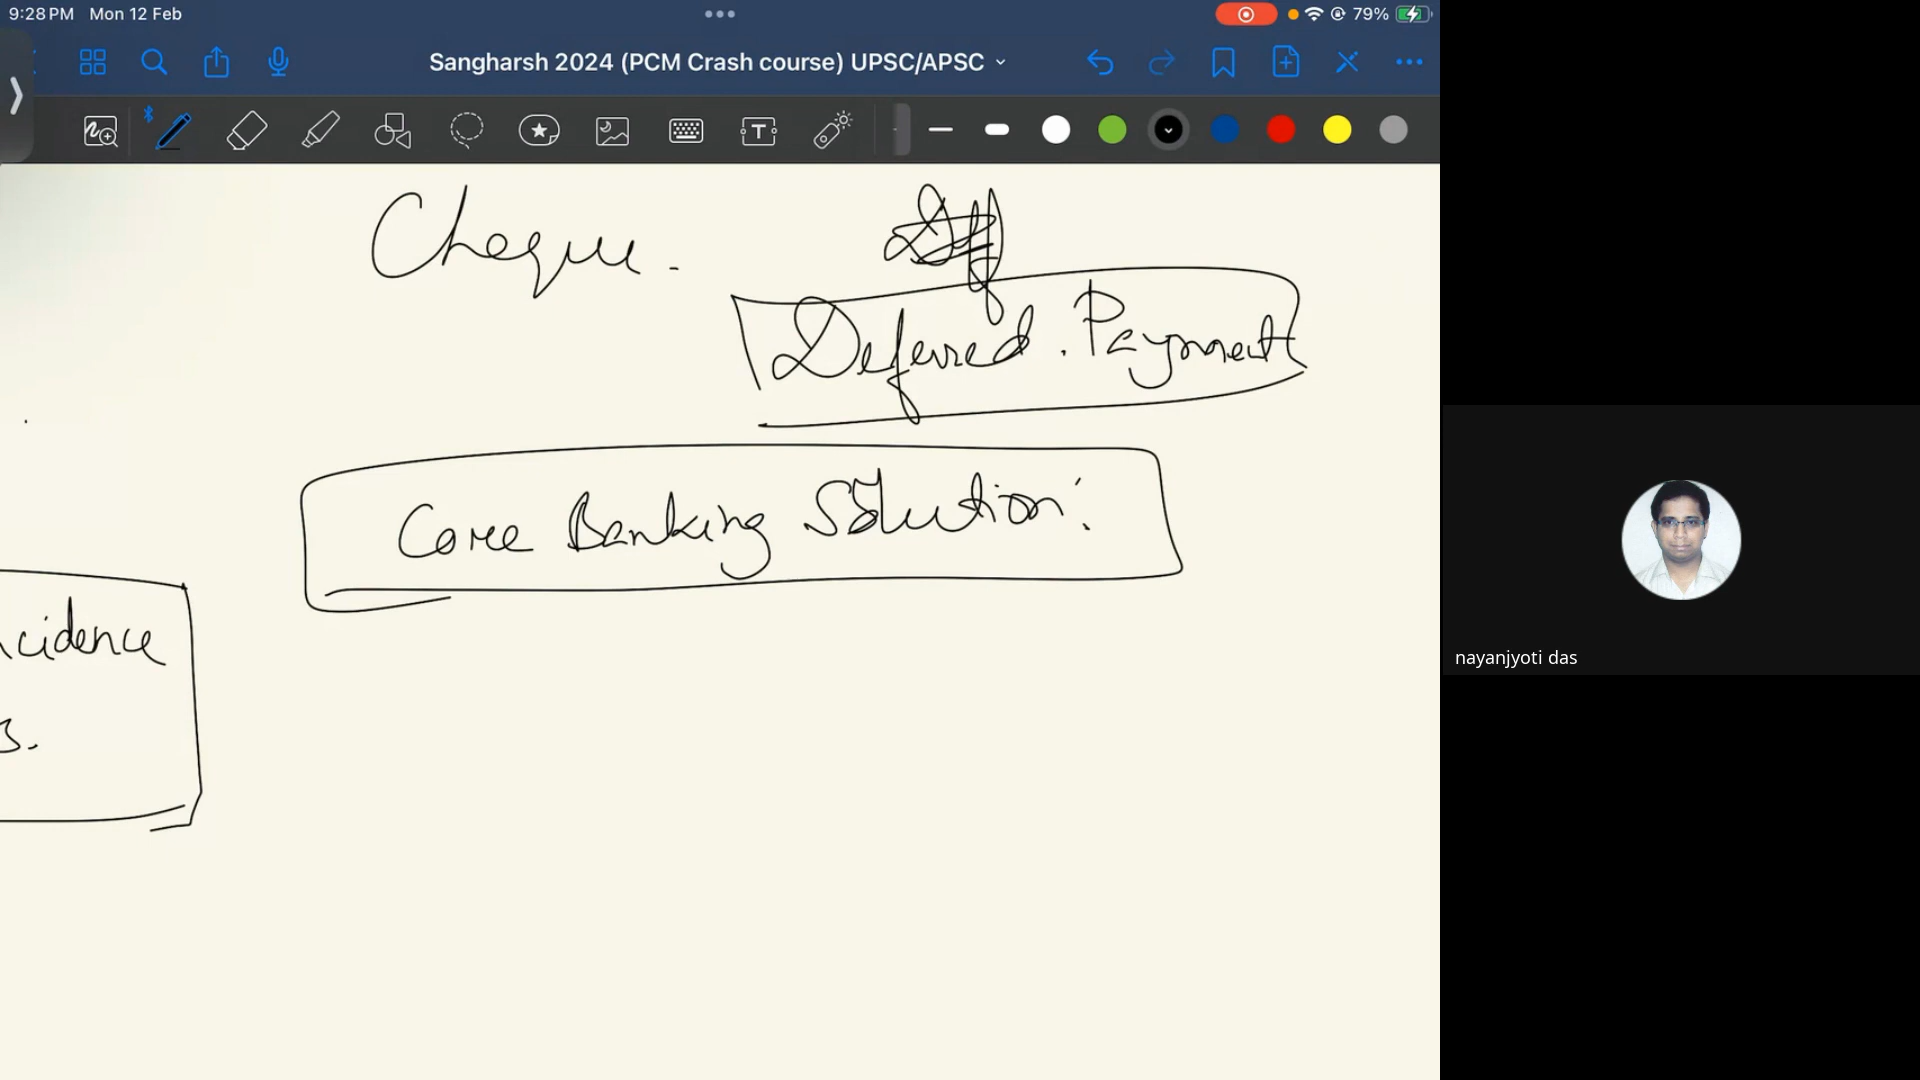 9:28 PM Mon 12 Feb
79%
Sangharsh 2024 (PCM Crash course) UPSC/APSC
T
Cheque.
Deferred. Payment
Core Banking Solution:
ncidence
s.
nayanjyoti das